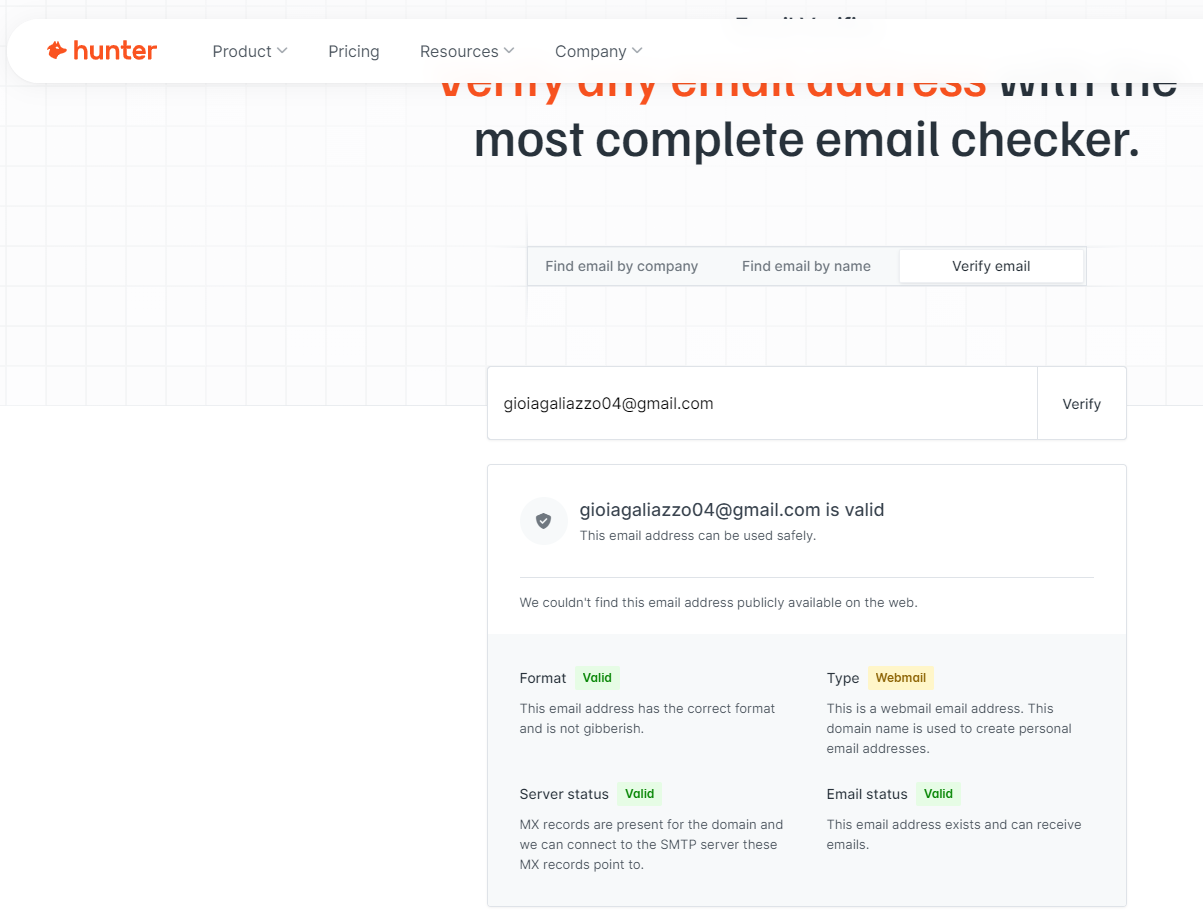 hunter
Product
Pricing
Resources
Company
Verify any email address with the
most complete email checker.
Find email by company
Find email by name
Verify email
gioiagaliazzo04@gmail.com
Verify
gioiagaliazzo04@gmail.com is valid
This email address can be used safely.
We couldn't find this email address publicly available on the web.
Format Valid
This email address has the correct format
and is not gibberish.
Type Webmail
This is a webmail email address. This
domain name is used to create personal
email addresses.
Server status Valid
MX records are present for the domain and
we can connect to the SMTP server these
MX records point to.
Email status Valid
This email address exists and can receive
emails.